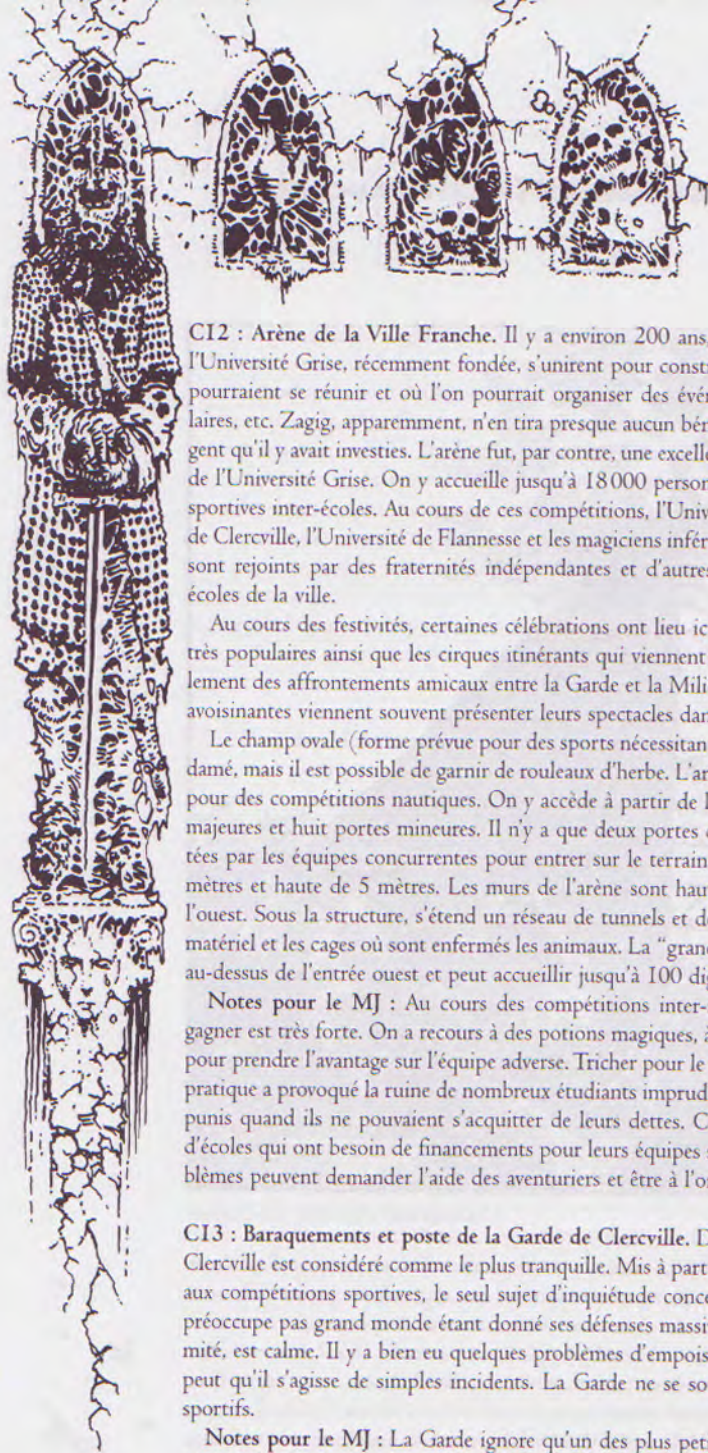 C12 : Arène de la Ville Franche. Il y a environ 200 ans,
l'Université Grise, récemment fondée, s'unirent pour const
pourraient se réunir et où l'on pourrait organiser des évér
laires, etc. Zagig, apparemment, n'en tira presque aucun bér
gent qu'il y avait investies. L'arène fut, par contre, une excelle
de l'Université Grise. On y accueille jusqu'à 18000 person
sportives inter-écoles. Au cours de ces compétitions, l'Univ
de Clercville, l'Université de Flannesse et les magiciens infér
sont rejoints par des fraternités indépendantes et d'autres
écoles de la ville.
Au cours des festivités, certaines célébrations ont lieu ic
très populaires ainsi que les cirques itinérants qui viennent
lement des affrontements amicaux entre la Garde et la Mili
avoisinantes viennent souvent présenter leurs spectacles dar
Le champ ovale (forme prévue pour des sports nécessitan
damé, mais il est possible de garnir de rouleaux d'herbe. L'ar
pour des compétitions nautiques. On y accède à partir de l
majeures et huit portes mineures. Il n'y a que deux portes
tées par les équipes concurrentes pour entrer sur le terrain
mètres et haute de 5 mètres. Les murs de l'arène sont hau
l'ouest. Sous la structure, s'étend un réseau de tunnels et de
matériel et les cages où sont enfermés les animaux. La "gran
au-dessus de l'entrée ouest et peut accueillir jusqu'à 100 dig
Notes pour le MJ : Au cours des compétitions inter-
gagner est très forte. On a recours à des potions magiques, à
pour prendre l'avantage sur l'équipe adverse. Tricher pour le
pratique a provoqué la ruine de nombreux étudiants imprud
punis quand ils ne pouvaient s'acquitter de leurs dettes. C
d'écoles qui ont besoin de financements pour leurs équipes
blèmes peuvent demander l'aide des aventuriers et être à l'o
C13 : Baraquements et poste de la Garde de Clercville. D
Clercville est considéré comme le plus tranquille. Mis à part
aux compétitions sportives, le seul sujet d'inquiétude conce
préoccupe pas grand monde étant donné ses défenses massi
mité, est calme. Il y a bien eu quelques problèmes d'empois
peut qu'il s'agisse de simples incidents. La Garde ne se so
sportifs.
Notes pour le MJ : La Garde ignore qu'un des plus pet